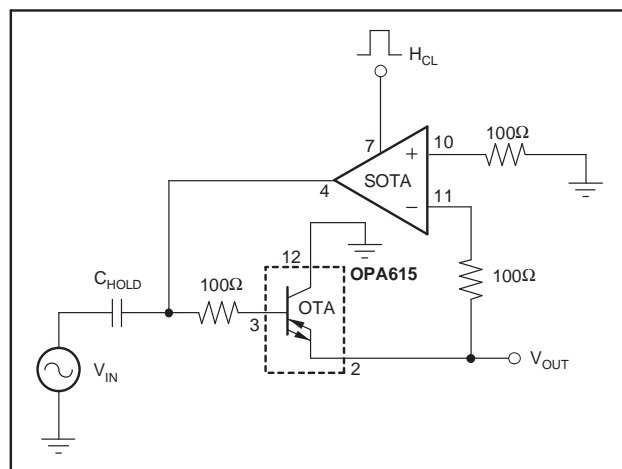 H_CL
100Ω
7
10
+
SOTA
4
−
11
12
OPA615
100Ω
C_HOLD
100Ω
OTA
3
2
V_OUT
V_IN